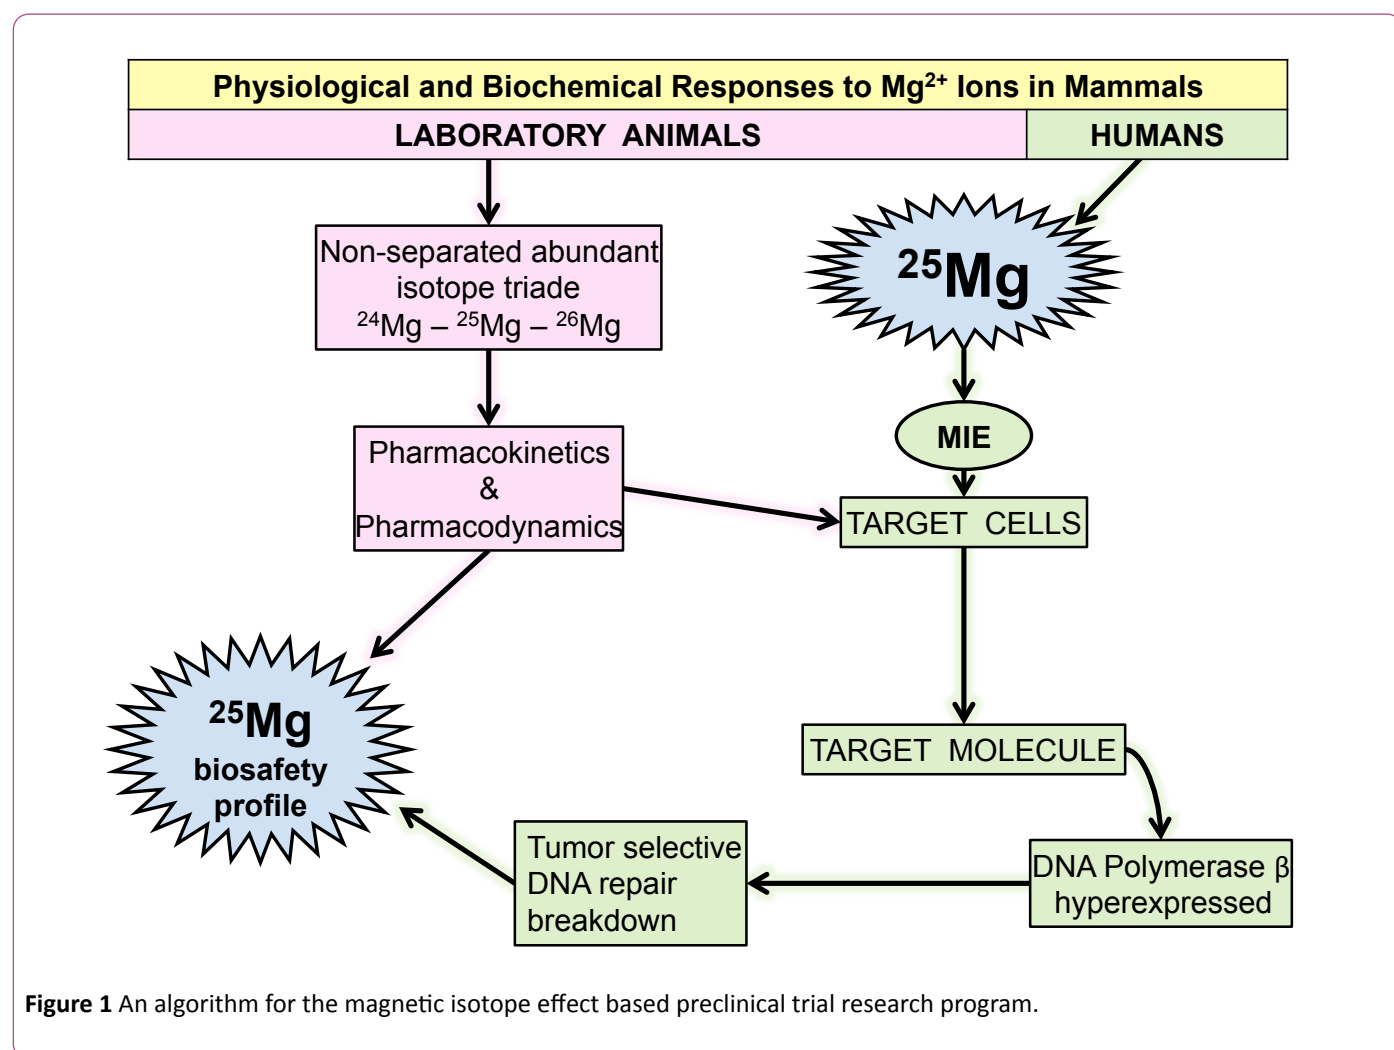 Physiological and Biochemical Responses to Mg²⁺ Ions in Mammals
LABORATORY ANIMALS
HUMANS
Non-separated abundant
isotope triade
²⁴Mg – ²⁵Mg – ²⁶Mg
²⁵Mg
MIE
Pharmacokinetics
&
Pharmacodynamics
TARGET CELLS
²⁵Mg
biosafety
profile
TARGET MOLECULE
DNA Polymerase β
hyperexpressed
Tumor selective
DNA repair
breakdown
Figure 1 An algorithm for the magnetic isotope effect based preclinical trial research program.